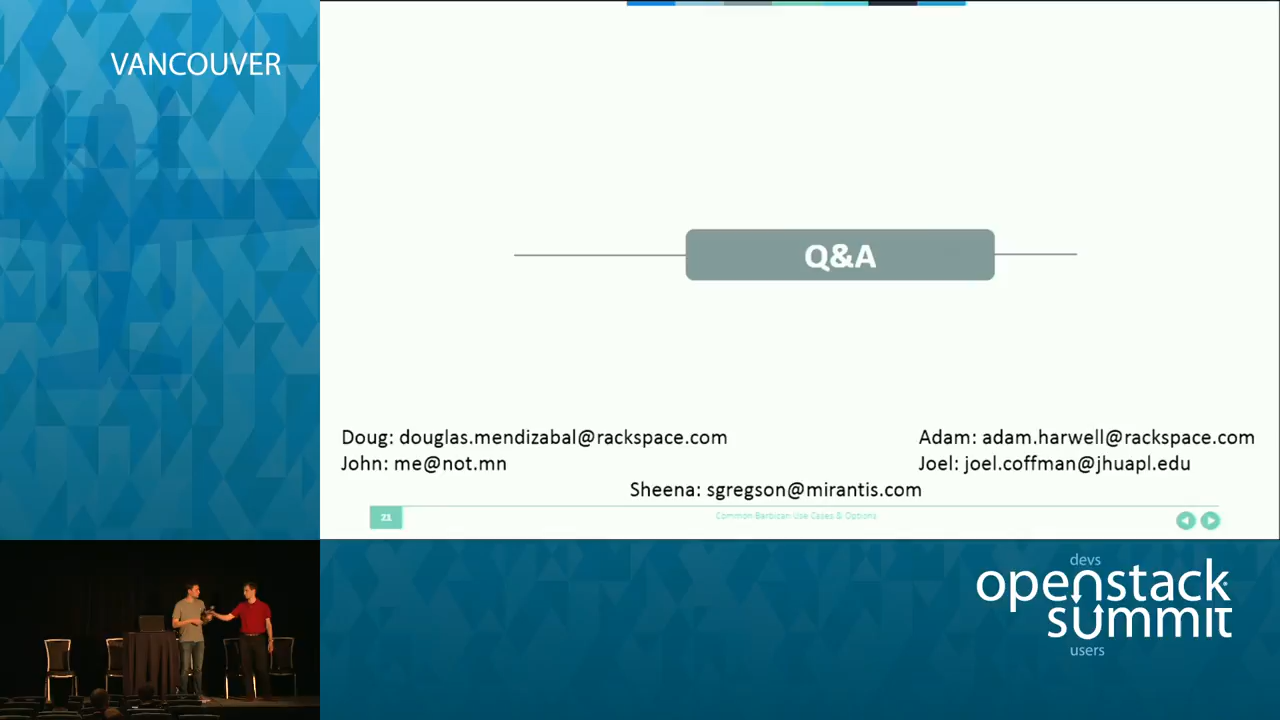 VANCOUVER
Q&A
Doug: douglas.mendizabal@rackspace.com
Adam: adam.harwell@rackspace.com
John: me@not.mn
Joel: joel.coffman@jhuapl.edu
Sheena: sgregson@mirantis.com
21
Common Barbican Use Cases & Options
devs
openstack
summit
users